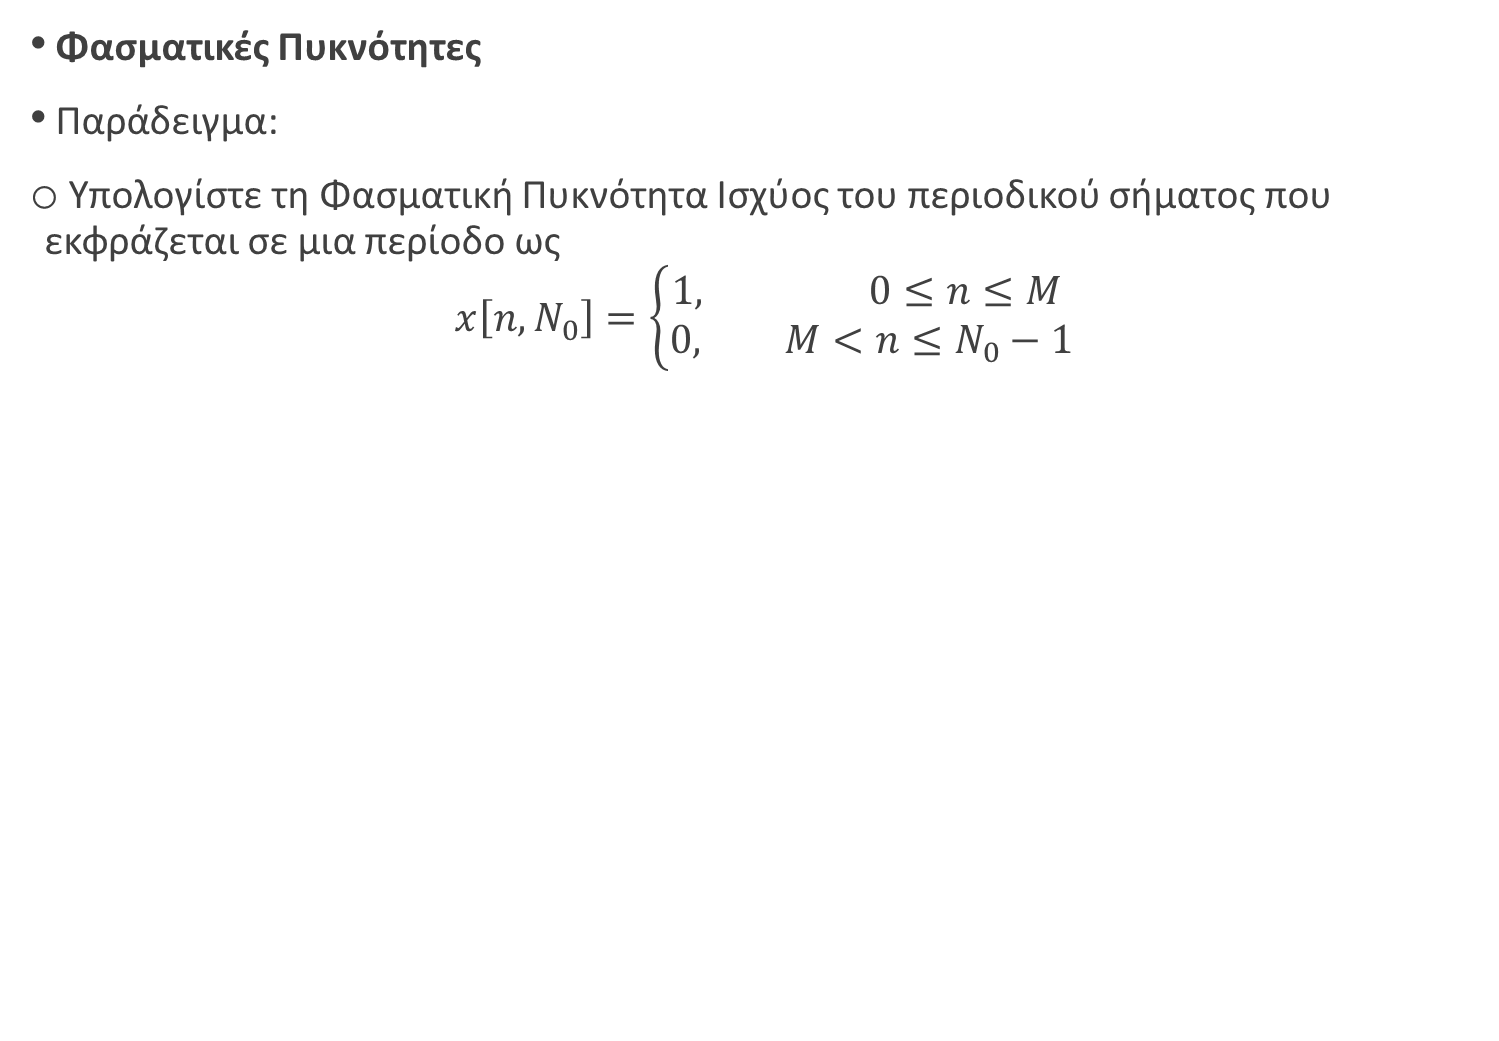 • Φασματικές Πυκνότητες
• Παράδειγμα:
○ Υπολογίστε τη Φασματική Πυκνότητα Ισχύος του περιοδικού σήματος που
εκφράζεται σε μια περίοδο ως
x[n, N₀] = { 1, 0 ≤ n ≤ M
0, M < n ≤ N₀ − 1